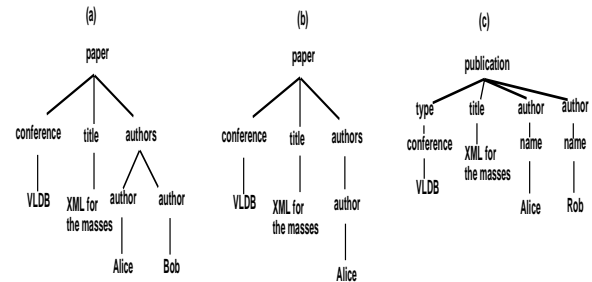 (a)
paper
conference title authors
VLDB
XML for
the masses
author author
Alice Bob
(b)
paper
conference title authors
VLDB
XML for
the masses
author
Alice
(c)
publication
type title author author
conference
XML for
the masses
name name
VLDB
Alice Rob